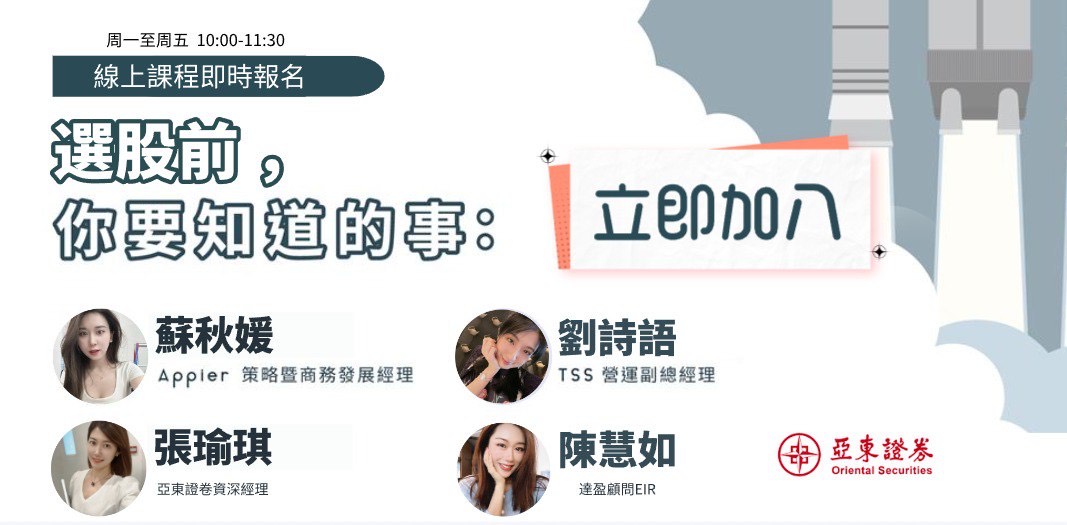 周一至周五 10:00-11:30
線上課程即時報名
選股前，
你要知道的事：
立即加入
蘇秋媛
Appier 策略暨商務發展經理
劉詩語
TSS 營運副總經理
張瑜琪
亞東證卷資深經理
陳慧如
達盈顧問EIR
亞東證券
Oriental Securities